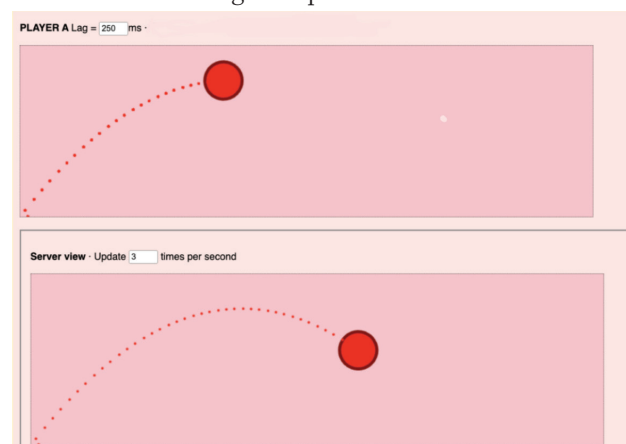 PLAYER A Lag = 250 ms ·
Server view · Update 3 times per second